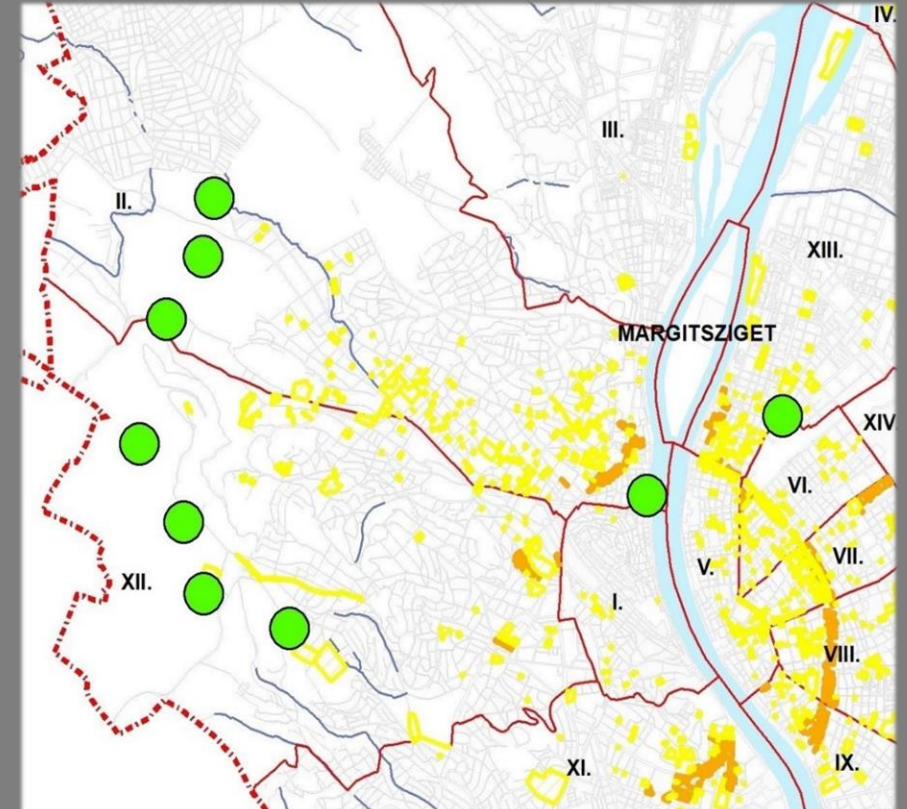 IV.
III.
II.
XIII.
MARGITSZIGET
XIV
VI.
VII.
V.
XII.
I.
VIII.
IX.
XI.